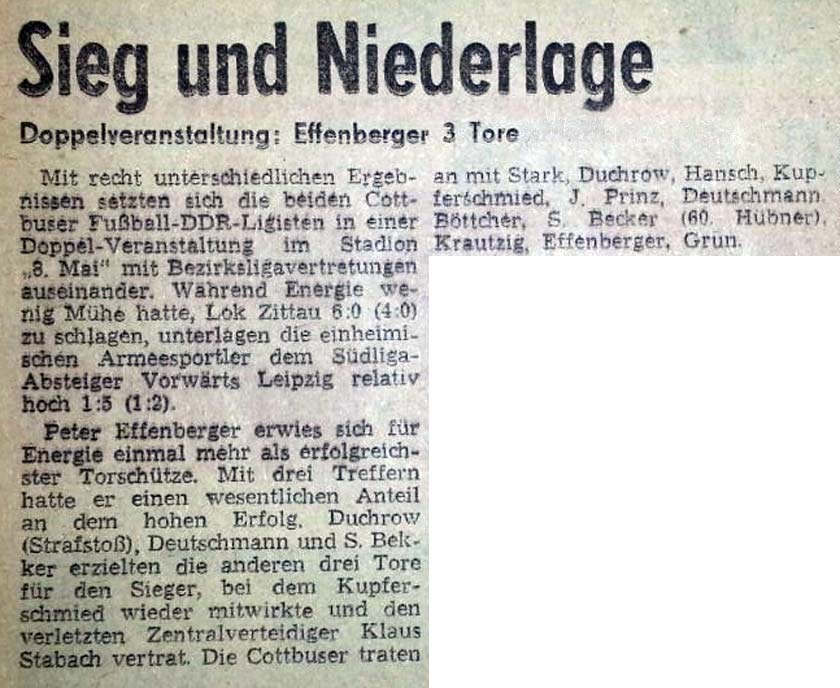 Sieg und Niederlage
Doppelveranstaltung: Effenberger 3 Tore
Mit recht unterschiedlichen Ergeb-
nissen setzten sich die beiden Cott-
buser Fußball-DDR-Ligisten in einer
Doppel-Veranstaltung im Stadion
„8. Mai“ mit Bezirksligavertretungen
auseinander. Während Energie we-
nig Mühe hatte, Lok Zittau 6:0 (4:0)
zu schlagen, unterlagen die einheimi-
schen Armeesportler dem Südliga-
Absteiger Vorwärts Leipzig relativ
hoch 1:5 (1:2).
Peter Effenberger erwies sich für
Energie einmal mehr als erfolgreich-
ster Torschütze. Mit drei Treffern
hatte er einen wesentlichen Anteil
an dem hohen Erfolg. Duchrow
(Strafstoß), Deutschmann und S. Bek-
ker erzielten die anderen drei Tore
für den Sieger, bei dem Kupfer-
schmied wieder mitwirkte und den
verletzten Zentralverteidiger Klaus
Stabach vertrat. Die Cottbuser traten
an mit Stark, Duchrow, Hansch, Kup-
ferschmied, J. Prinz, Deutschmann
Böttcher, S. Becker (60. Hübner),
Krautzig, Effenberger, Grun.